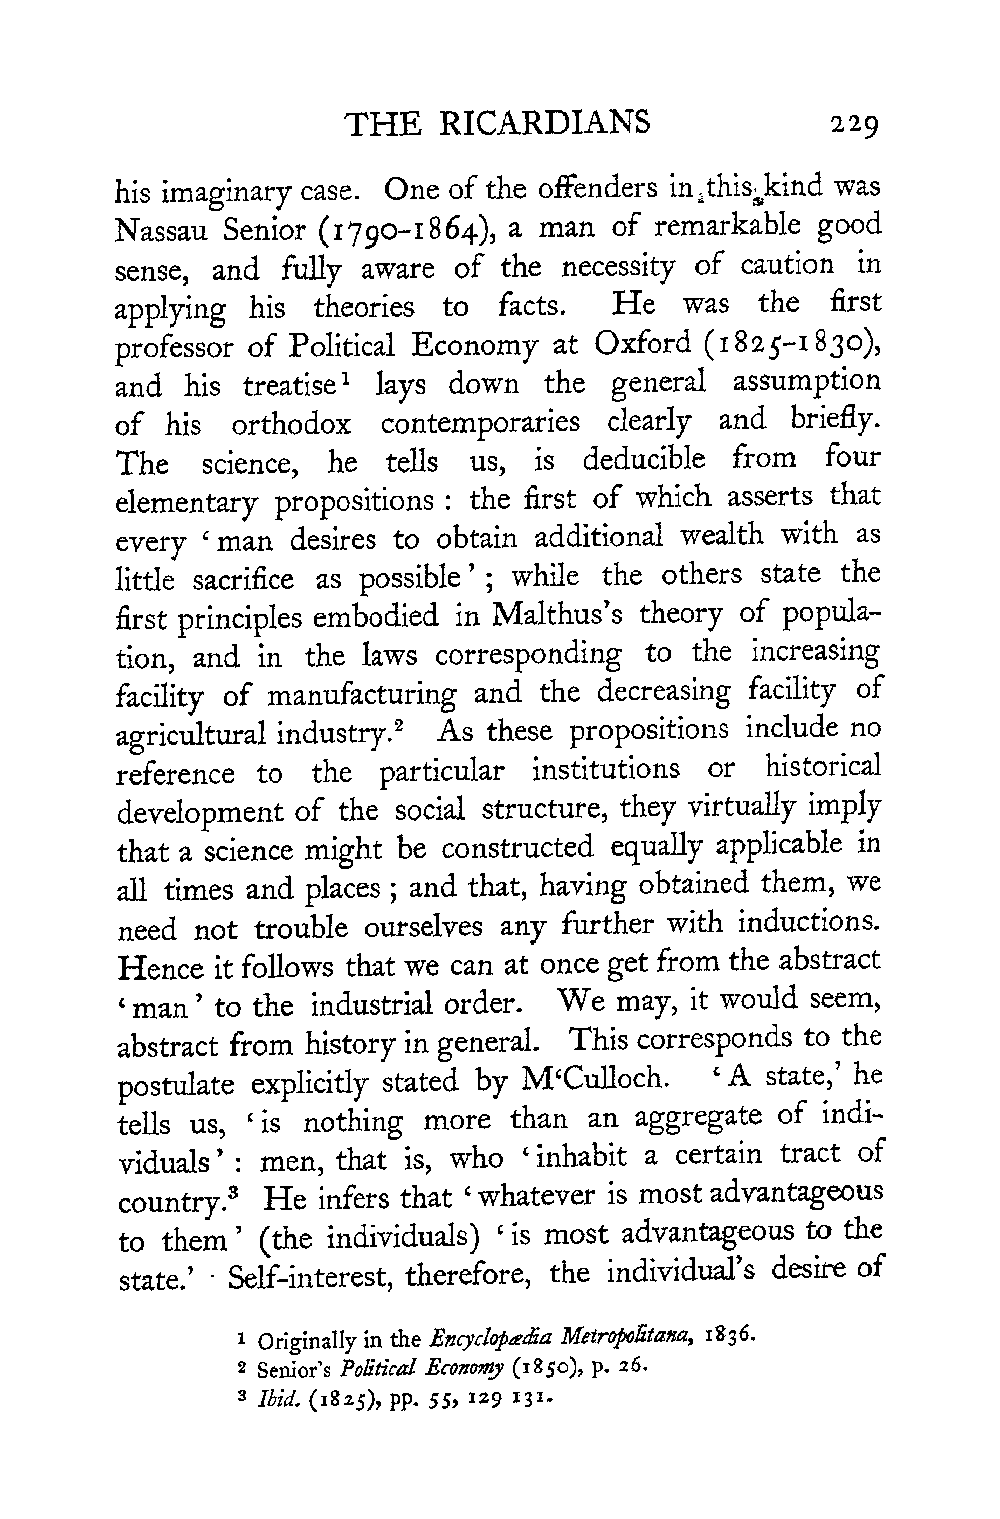 THE RICARDIANS 229
his imaginary case. One of the offenders in this kind was
Nassau Senior (1790-1864), a man of remarkable good
sense, and fully aware of the necessity of caution in
applying his theories to facts. He was the first
professor of Political Economy at Oxford (1825-1830),
and his treatise¹ lays down the general assumption
of his orthodox contemporaries clearly and briefly.
The science, he tells us, is deducible from four
elementary propositions : the first of which asserts that
every ‘ man desires to obtain additional wealth with as
little sacrifice as possible ’ ; while the others state the
first principles embodied in Malthus’s theory of popula-
tion, and in the laws corresponding to the increasing
facility of manufacturing and the decreasing facility of
agricultural industry.² As these propositions include no
reference to the particular institutions or historical
development of the social structure, they virtually imply
that a science might be constructed equally applicable in
all times and places ; and that, having obtained them, we
need not trouble ourselves any further with inductions.
Hence it follows that we can at once get from the abstract
‘ man ’ to the industrial order. We may, it would seem,
abstract from history in general. This corresponds to the
postulate explicitly stated by M‘Culloch. ‘ A state,’ he
tells us, ‘ is nothing more than an aggregate of indi-
viduals ’ : men, that is, who ‘ inhabit a certain tract of
country.³ He infers that ‘ whatever is most advantageous
to them ’ (the individuals) ‘ is most advantageous to the
state.’ Self-interest, therefore, the individual’s desire of
¹ Originally in the Encyclopædia Metropolitana, 1836.
² Senior’s Political Economy (1850), p. 26.
³ Ibid. (1825), pp. 55, 129 131.